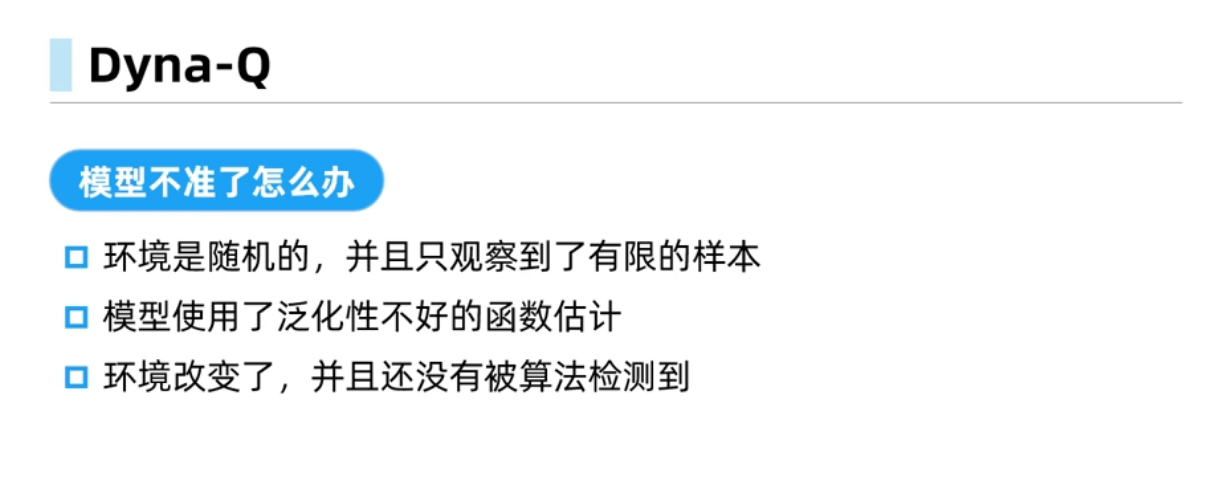 Dyna-Q
模型不准了怎么办
环境是随机的，并且只观察到了有限的样本
模型使用了泛化性不好的函数估计
环境改变了，并且还没有被算法检测到